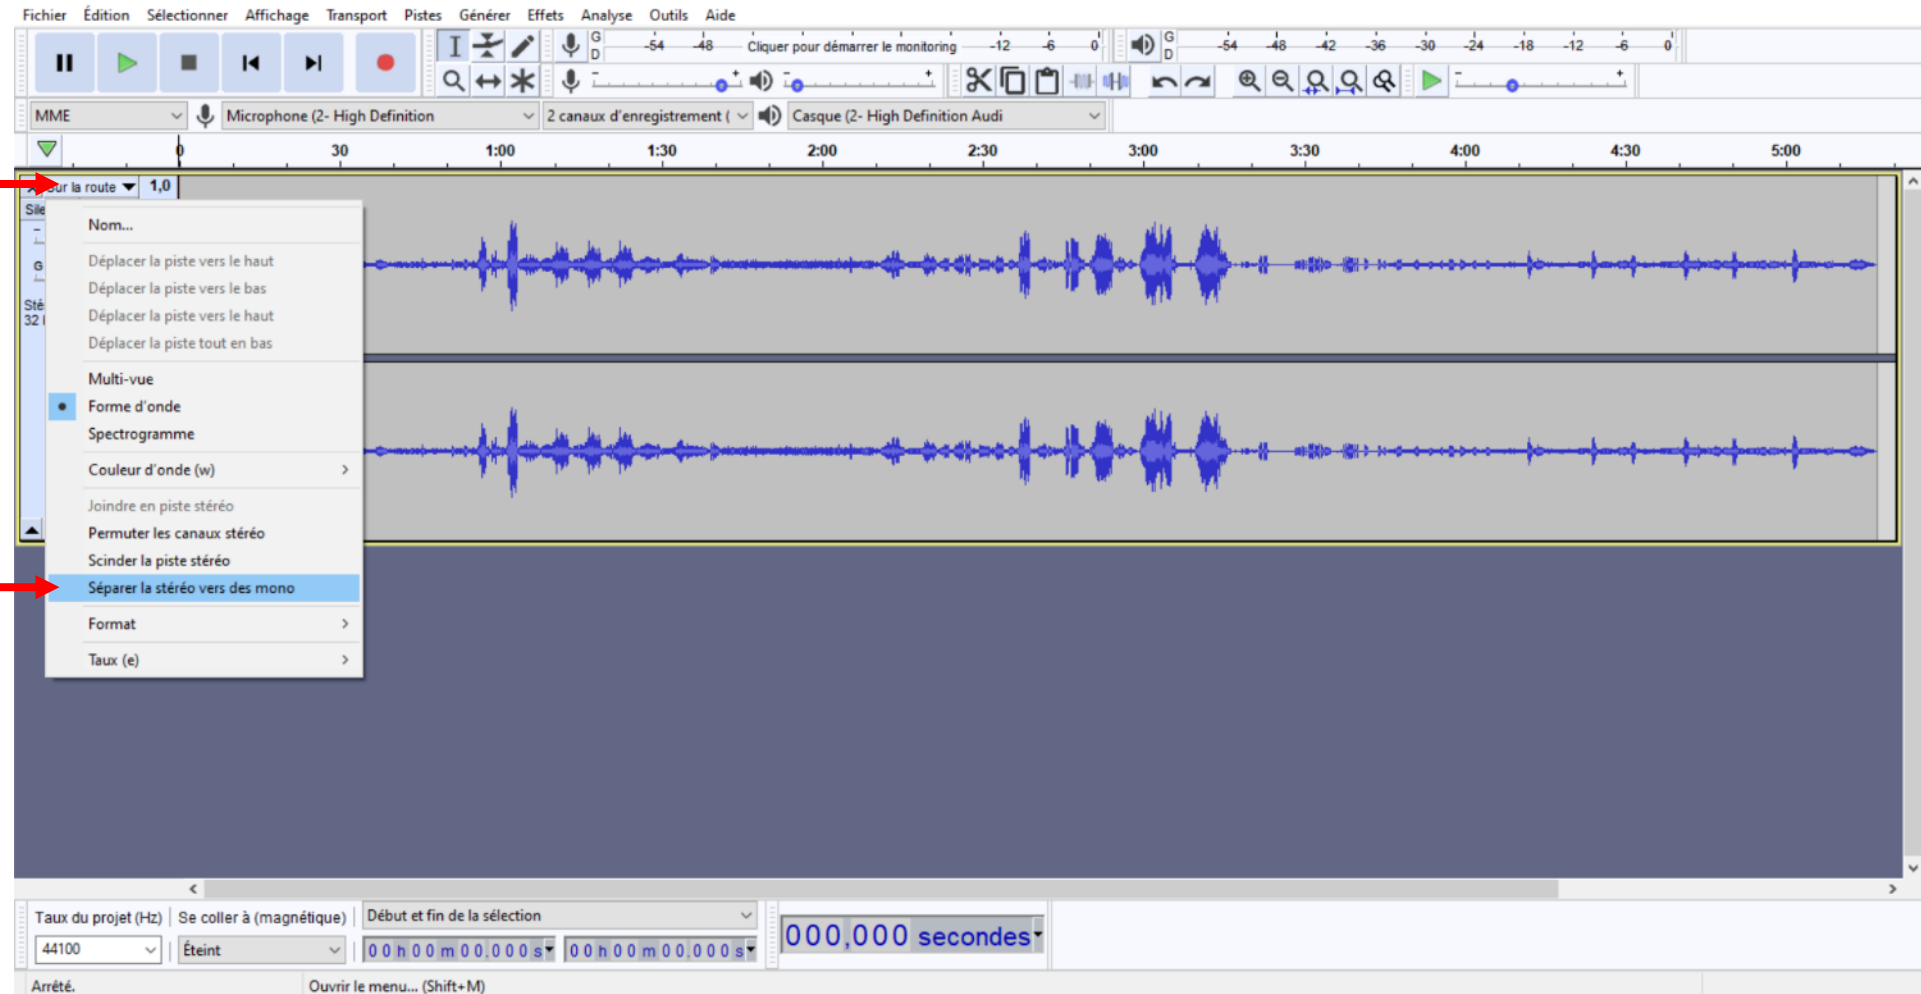 Fichier Édition Sélectionner Affichage Transport Pistes Générer Effets Analyse Outils Aide
G D -54 -48 Cliquer pour démarrer le monitoring -12 -6 0 G D -54 -48 -42 -36 -30 -24 -18 -12 -6 0
MME Microphone (2- High Definition 2 canaux d'enregistrement ( Casque (2- High Definition Audi
0 30 1:00 1:30 2:00 2:30 3:00 3:30 4:00 4:30 5:00
Sur la route 1,0
Sile
G
Sté
32
Nom...
Déplacer la piste vers le haut
Déplacer la piste vers le bas
Déplacer la piste vers le haut
Déplacer la piste tout en bas
Multi-vue
Forme d'onde
Spectrogramme
Couleur d'onde (w)
Joindre en piste stéréo
Permuter les canaux stéréo
Scinder la piste stéréo
Séparer la stéréo vers des mono
Format
Taux (e)
Taux du projet (Hz) Se coller à (magnétique) Début et fin de la sélection
44100 Éteint 00 h 00 m 00.000 s 00 h 00 m 00.000 s 000,000 secondes
Arrêté. Ouvrir le menu... (Shift+M)